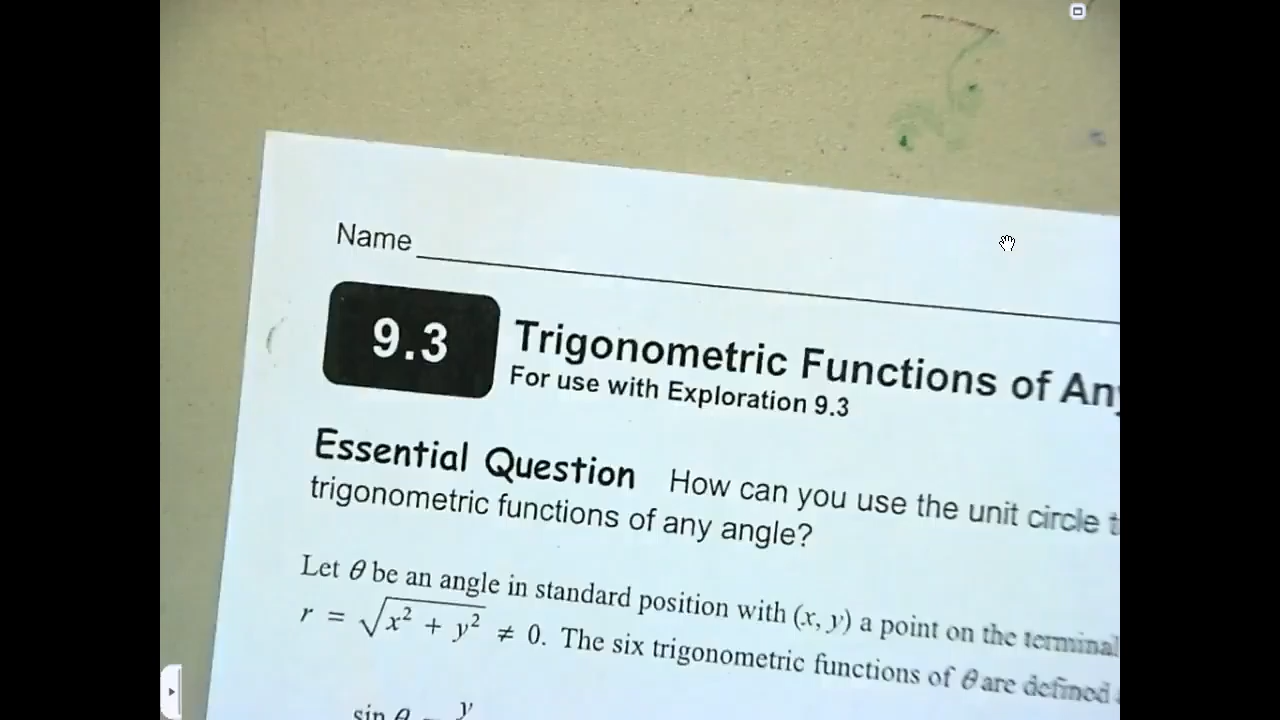 Name
9.3
Trigonometric Functions of An
For use with Exploration 9.3
Essential Question How can you use the unit circle t
trigonometric functions of any angle?
Let θ be an angle in standard position with (x, y) a point on the terminal
r = √x² + y² ≠ 0. The six trigonometric functions of θ are defined
sin θ = y